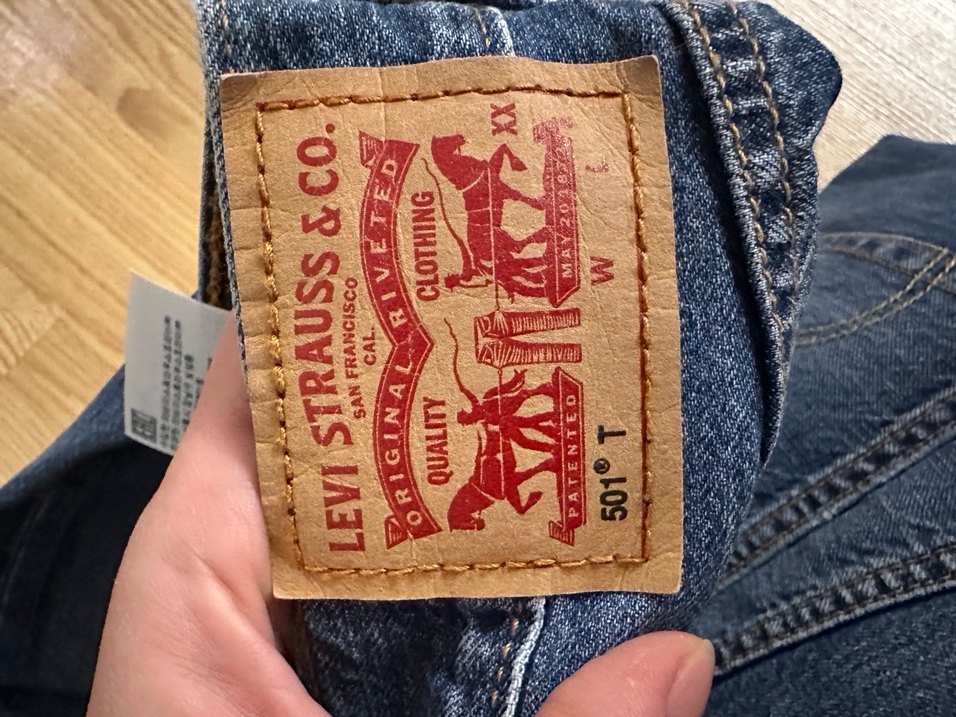 LEVI STRAUSS & CO.
SAN FRANCISCO
CAL.
ORIGINAL RIVETED
QUALITY CLOTHING
XX
PATENTED MAY 20 1873
501® T W L